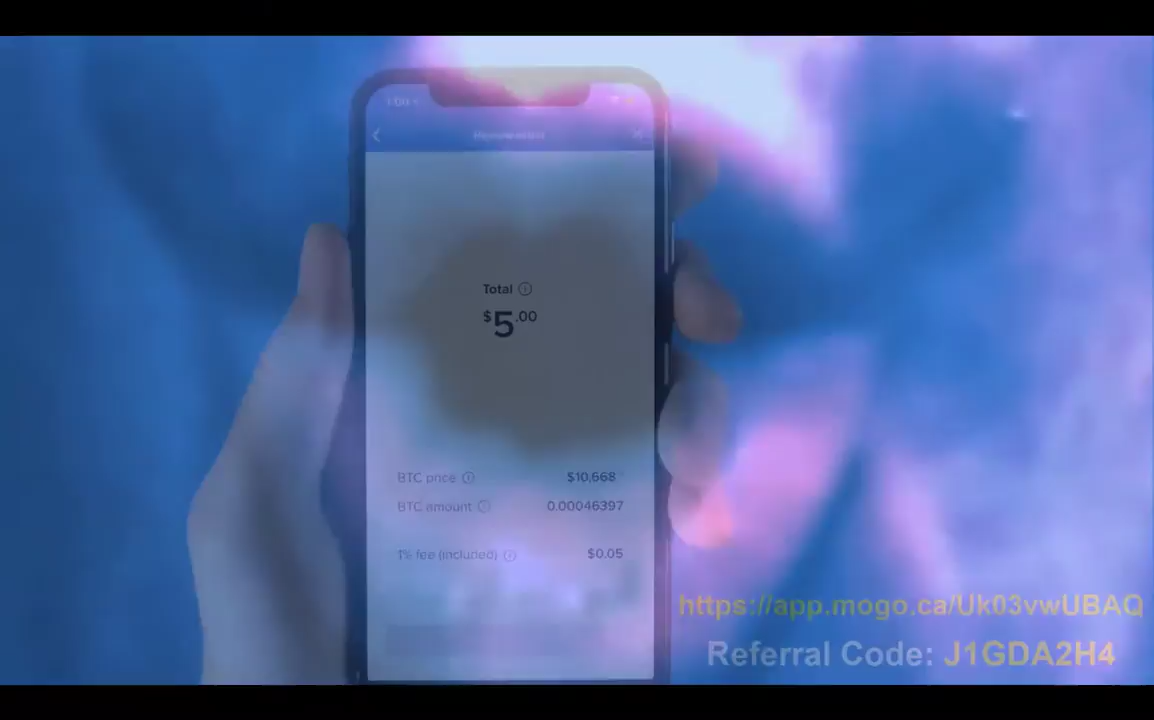 Total
$5.00
BTC price $10,668
BTC amount 0.00046397
1% fee (included) $0.05
https://app.mogo.ca/Uk03vwUBAQ
Referral Code: J1GDA2H4